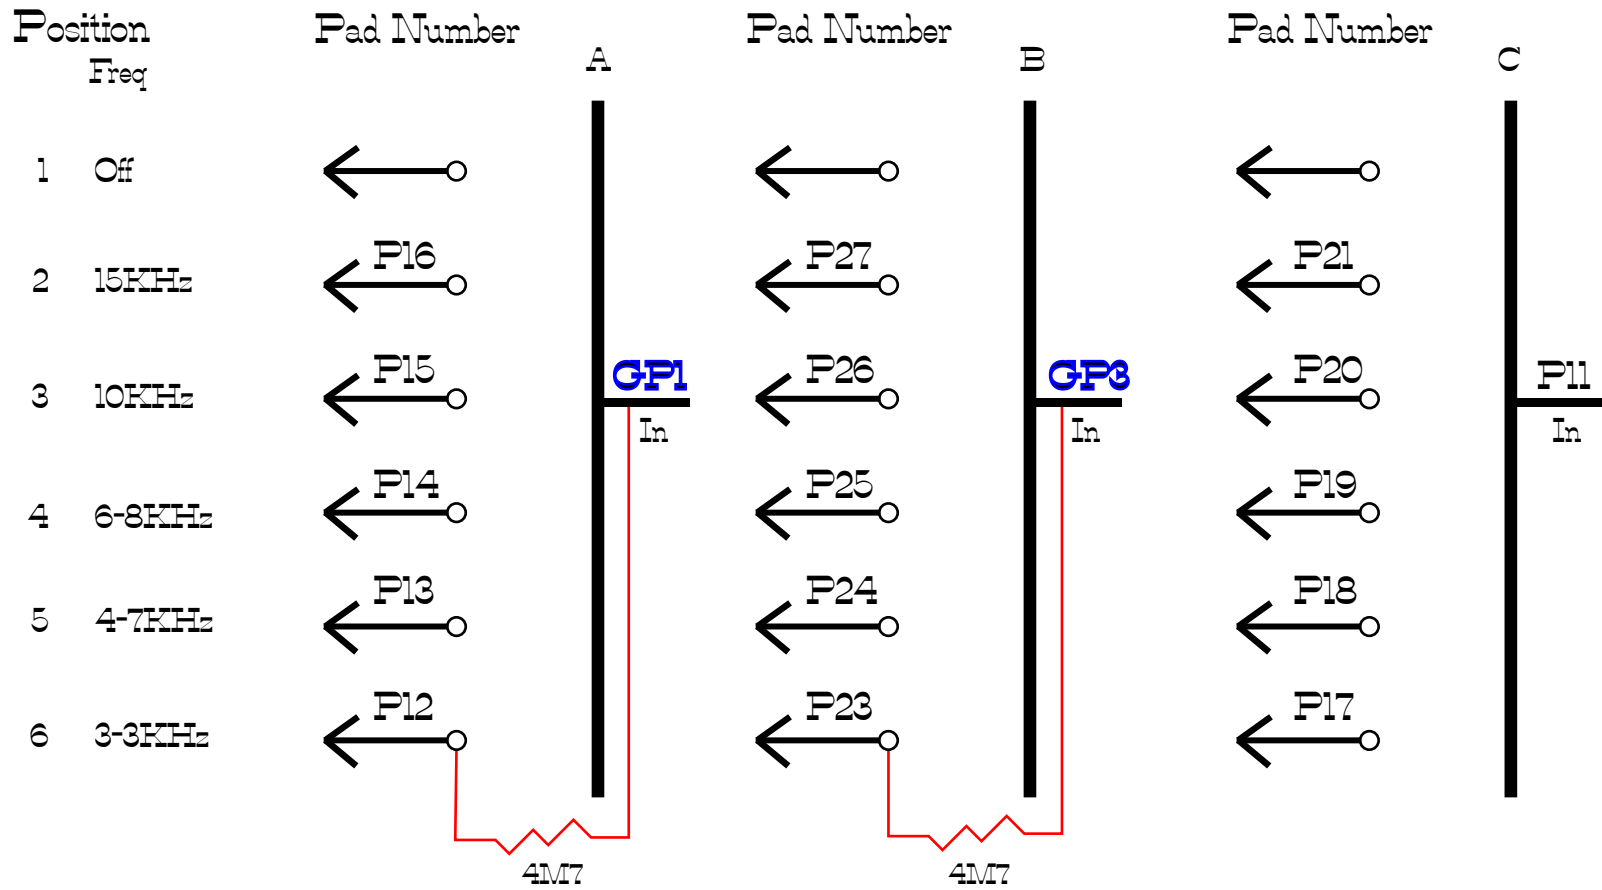 Position Pad Number Pad Number Pad Number
Freq A B C
1 Off
P16 P27 P21
2 15KHz
P15 GP1 P26 GP3 P20 P11
3 10KHz
In In In
P14 P25 P19
4 6-8KHz
P13 P24 P18
5 4-7KHz
P12 P23 P17
6 3-3KHz
4M7 4M7